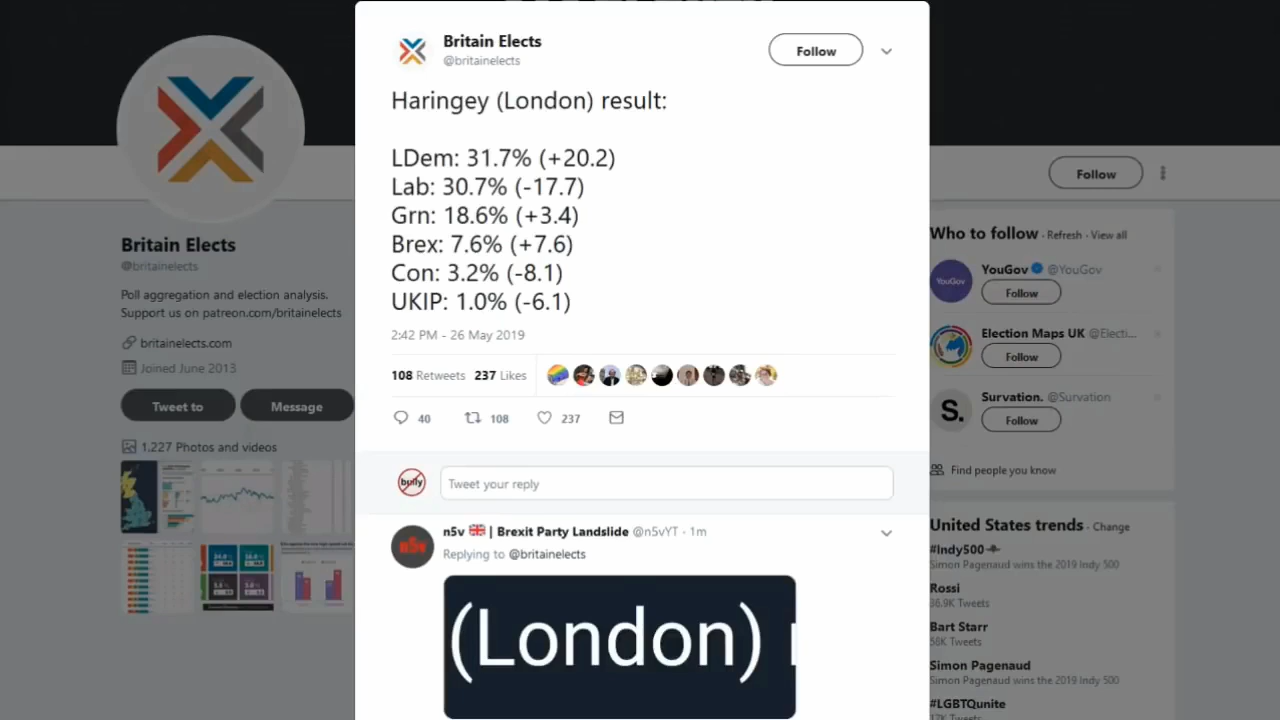 Britain Elects
@britainelects
Follow
Haringey (London) result:
LDem: 31.7% (+20.2)
Lab: 30.7% (-17.7)
Grn: 18.6% (+3.4)
Brex: 7.6% (+7.6)
Con: 3.2% (-8.1)
UKIP: 1.0% (-6.1)
2:42 PM - 26 May 2019
108 Retweets 237 Likes
40 108 237
bully
Tweet your reply
n5v | Brexit Party Landslide @n5vYT · 1m
n5v
Replying to @britainelects
(London)
Britain Elects
@britainelects
Poll aggregation and election analysis.
Support us on patreon.com/britainelects
britainelects.com
Joined June 2013
Tweet to
Message
1,227 Photos and videos
Follow
Who to follow · Refresh · View all
YouGov
YouGov @YouGov
Follow
Election Maps UK @Electi...
Follow
S.
Survation. @Survation
Follow
Find people you know
United States trends · Change
#Indy500
Simon Pagenaud wins the 2019 Indy 500
Rossi
36.9K Tweets
Bart Starr
Simon Pagenaud
Simon Pagenaud wins the 2019 Indy 500
#LGBTQunite